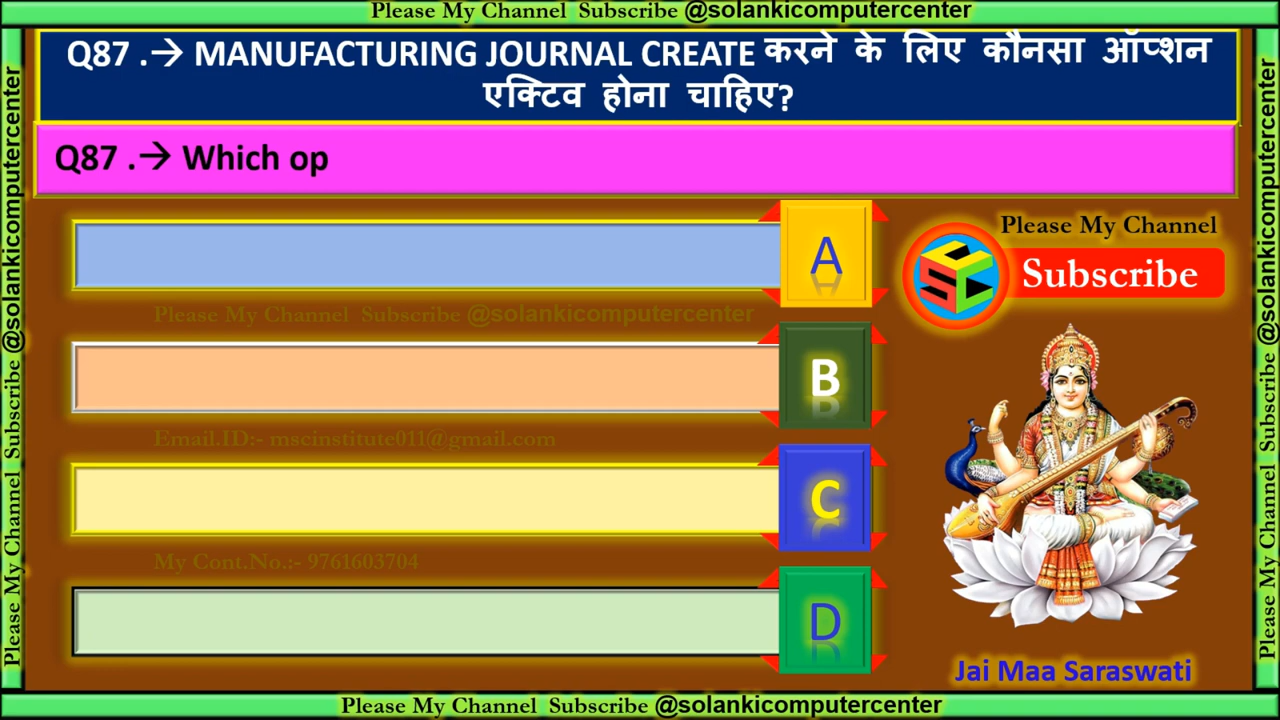 Please My Channel Subscribe @solankicomputercenter
Q87 .→ MANUFACTURING JOURNAL CREATE करने के लिए कौनसा ऑप्शन
एक्टिव होना चाहिए?
Q87 .→ Which op
A
Please My Channel Subscribe @solankicomputercenter
B
Email.ID:- mscinstitute011@gmail.com
C
My Cont.No.:- 9761603704
D
Please My Channel
Subscribe
CSC
Jai Maa Saraswati
Please My Channel Subscribe @solankicomputercenter
Please My Channel Subscribe @solankicomputercenter
Please My Channel Subscribe @solankicomputercenter